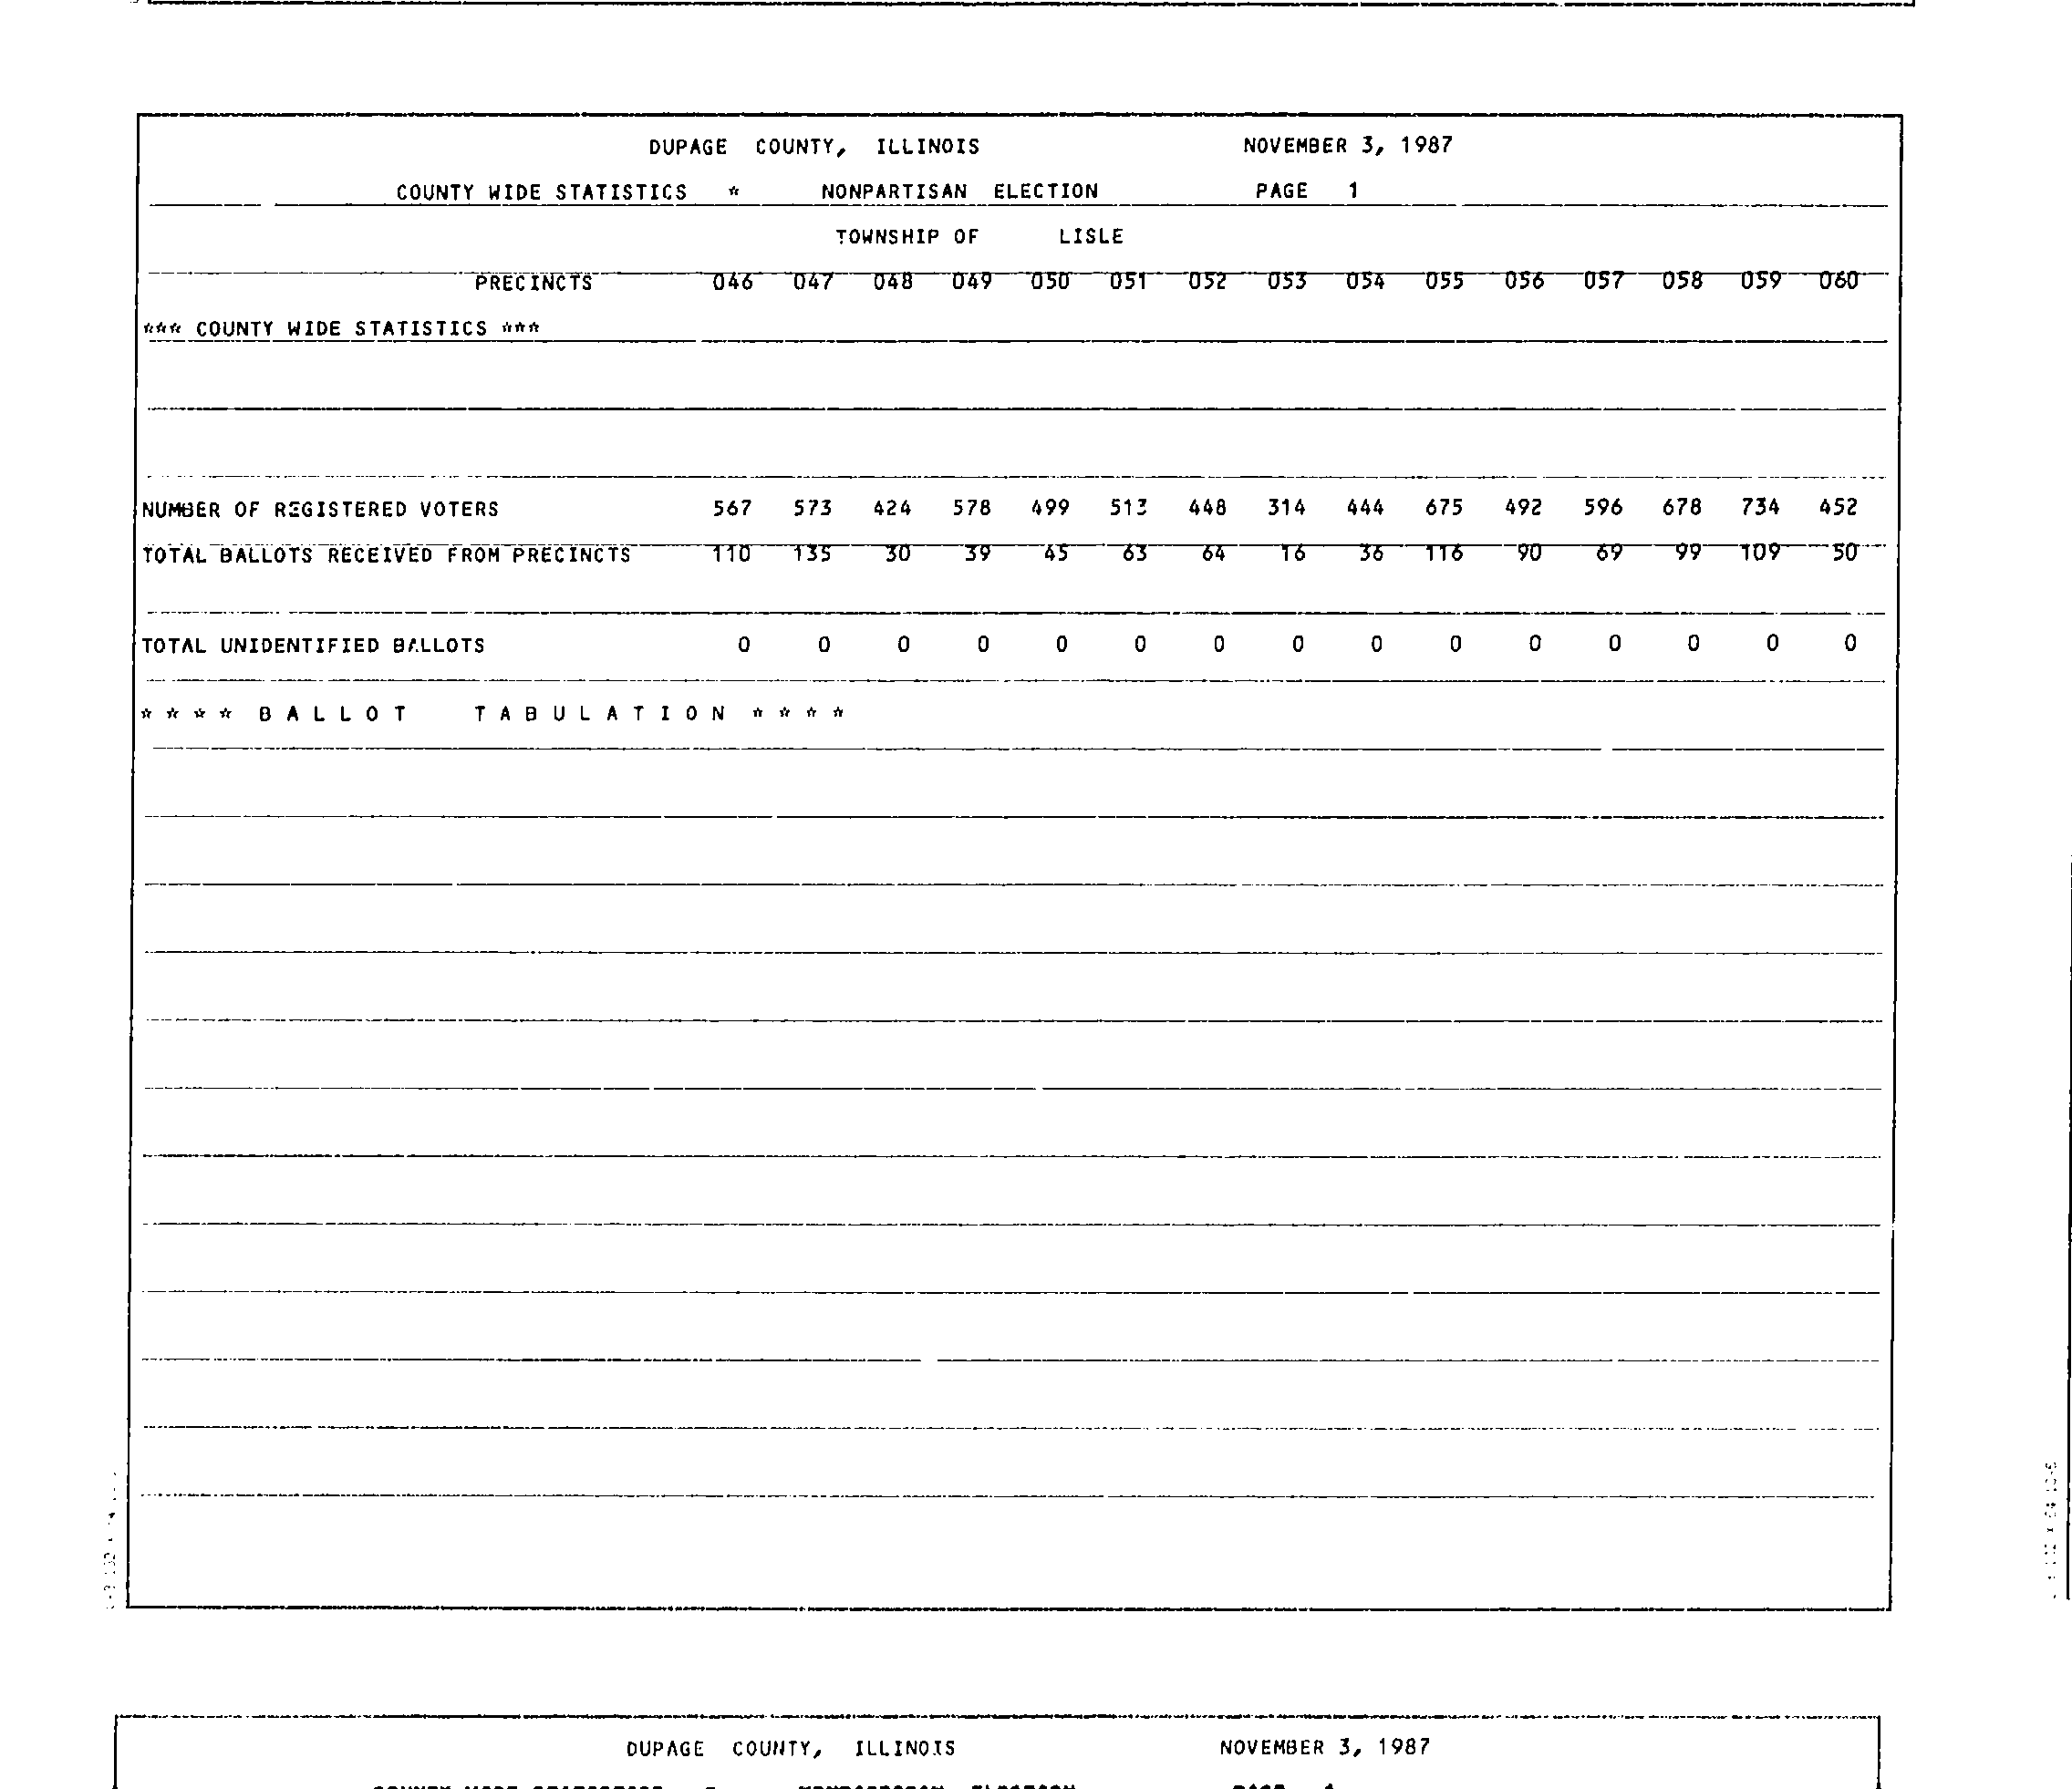 DUPAGE COUNTY, ILLINOIS NOVEMBER 3, 1987
COUNTY WIDE STATISTICS * NONPARTISAN ELECTION PAGE 1
TOWNSHIP OF LISLE
PRECINCTS 046 047 048 049 050 051 052 053 054 055 056 057 058 059 060
*** COUNTY WIDE STATISTICS ***
NUMBER OF REGISTERED VOTERS 567 573 424 578 499 513 448 314 444 675 492 596 678 734 452
TOTAL BALLOTS RECEIVED FROM PRECINCTS 110 135 30 39 45 63 64 16 36 116 90 69 99 109 50
TOTAL UNIDENTIFIED BALLOTS 0 0 0 0 0 0 0 0 0 0 0 0 0 0 0
* * * * B A L L O T T A B U L A T I O N * * * *
DUPAGE COUNTY, ILLINOIS NOVEMBER 3, 1987